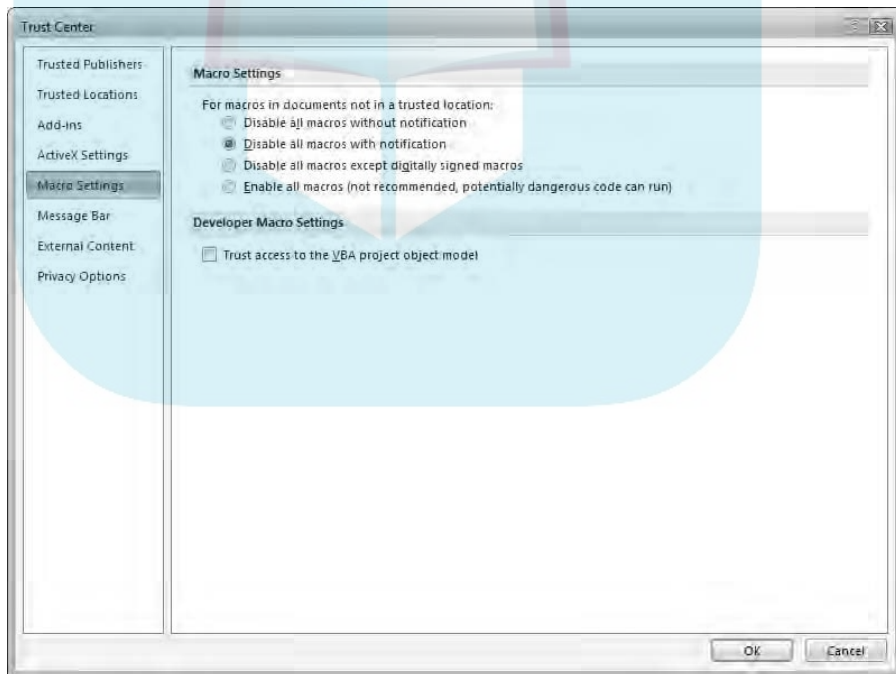 Trust Center
Trusted Publishers
Trusted Locations
Add-ins
ActiveX Settings
Macro Settings
Message Bar
External Content
Privacy Options
Macro Settings
For macros in documents not in a trusted location:
Disable all macros without notification
Disable all macros with notification
Disable all macros except digitally signed macros
Enable all macros (not recommended, potentially dangerous code can run)
Developer Macro Settings
Trust access to the VBA project object model
OK
Cancel